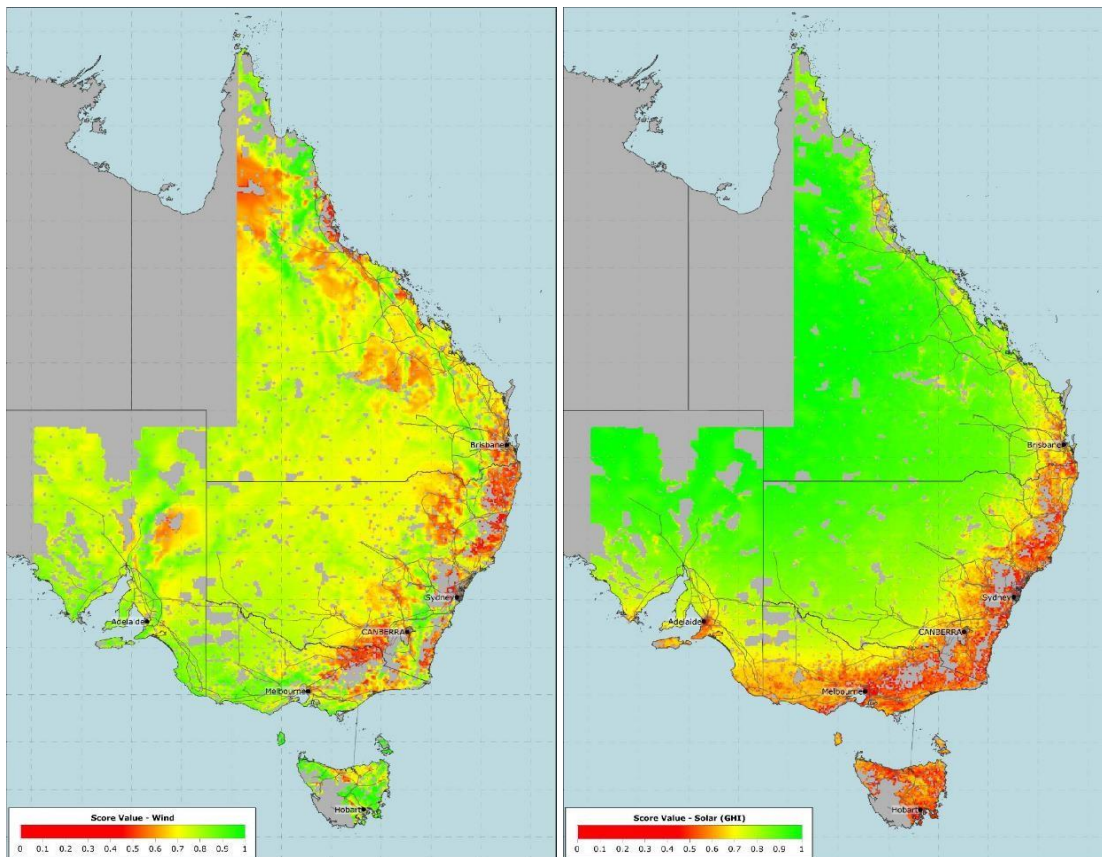 Brisbane
Sydney
Adelaide
CANBERRA
Melbourne
Hobart
Score Value - Wind
0 0.1 0.2 0.3 0.4 0.5 0.6 0.7 0.8 0.9 1
Brisbane
Sydney
Adelaide
CANBERRA
Melbourne
Hobart
Score Value - Solar (GHI)
0 0.1 0.2 0.3 0.4 0.5 0.6 0.7 0.8 0.9 1